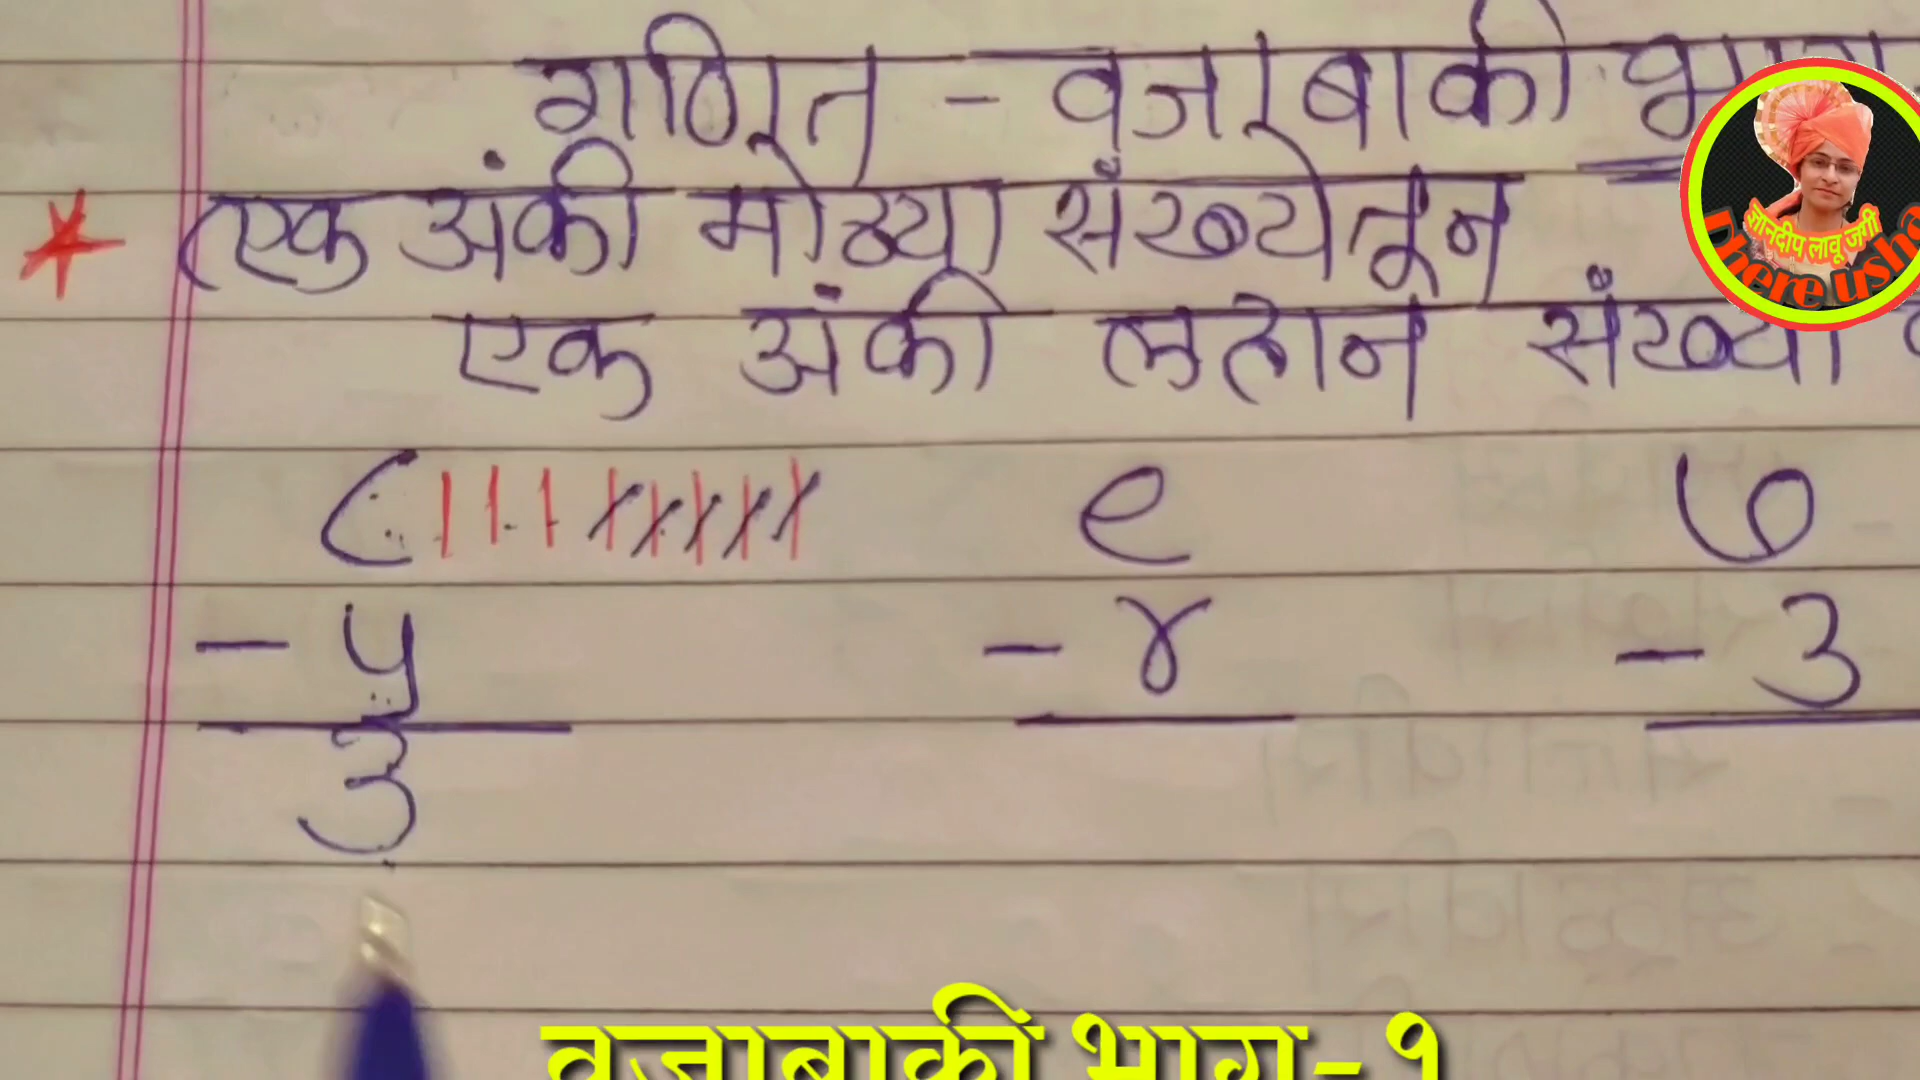 गणित - वजाबाकी
* एक अंकी मोठ्या संख्येतून
एक अंकी लहान संख्या
८ ९ ७
- ५ - ४ - ३
३
ज्ञानदीप लावू जगी
Dhere usha
वजाबाकी भाग-१